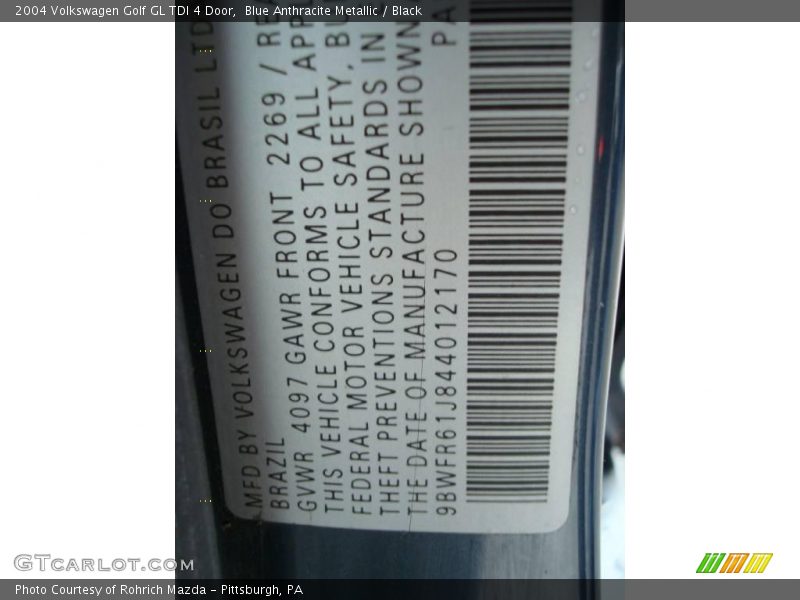 2004 Volkswagen Golf GL TDI 4 Door,  Blue Anthracite Metallic / Black
MFD BY VOLKSWAGEN DO BRASIL LTD
BRAZIL
GVWR 4097 GAWR FRONT 2269 / RE
THIS VEHICLE CONFORMS TO ALL APP
FEDERAL MOTOR VEHICLE SAFETY, BU
THEFT PREVENTIONS STANDARDS IN
THE DATE OF MANUFACTURE SHOWN
9BWFR61J844012170 PA
GTcarlot.com
Photo Courtesy of Rohrich Mazda - Pittsburgh, PA